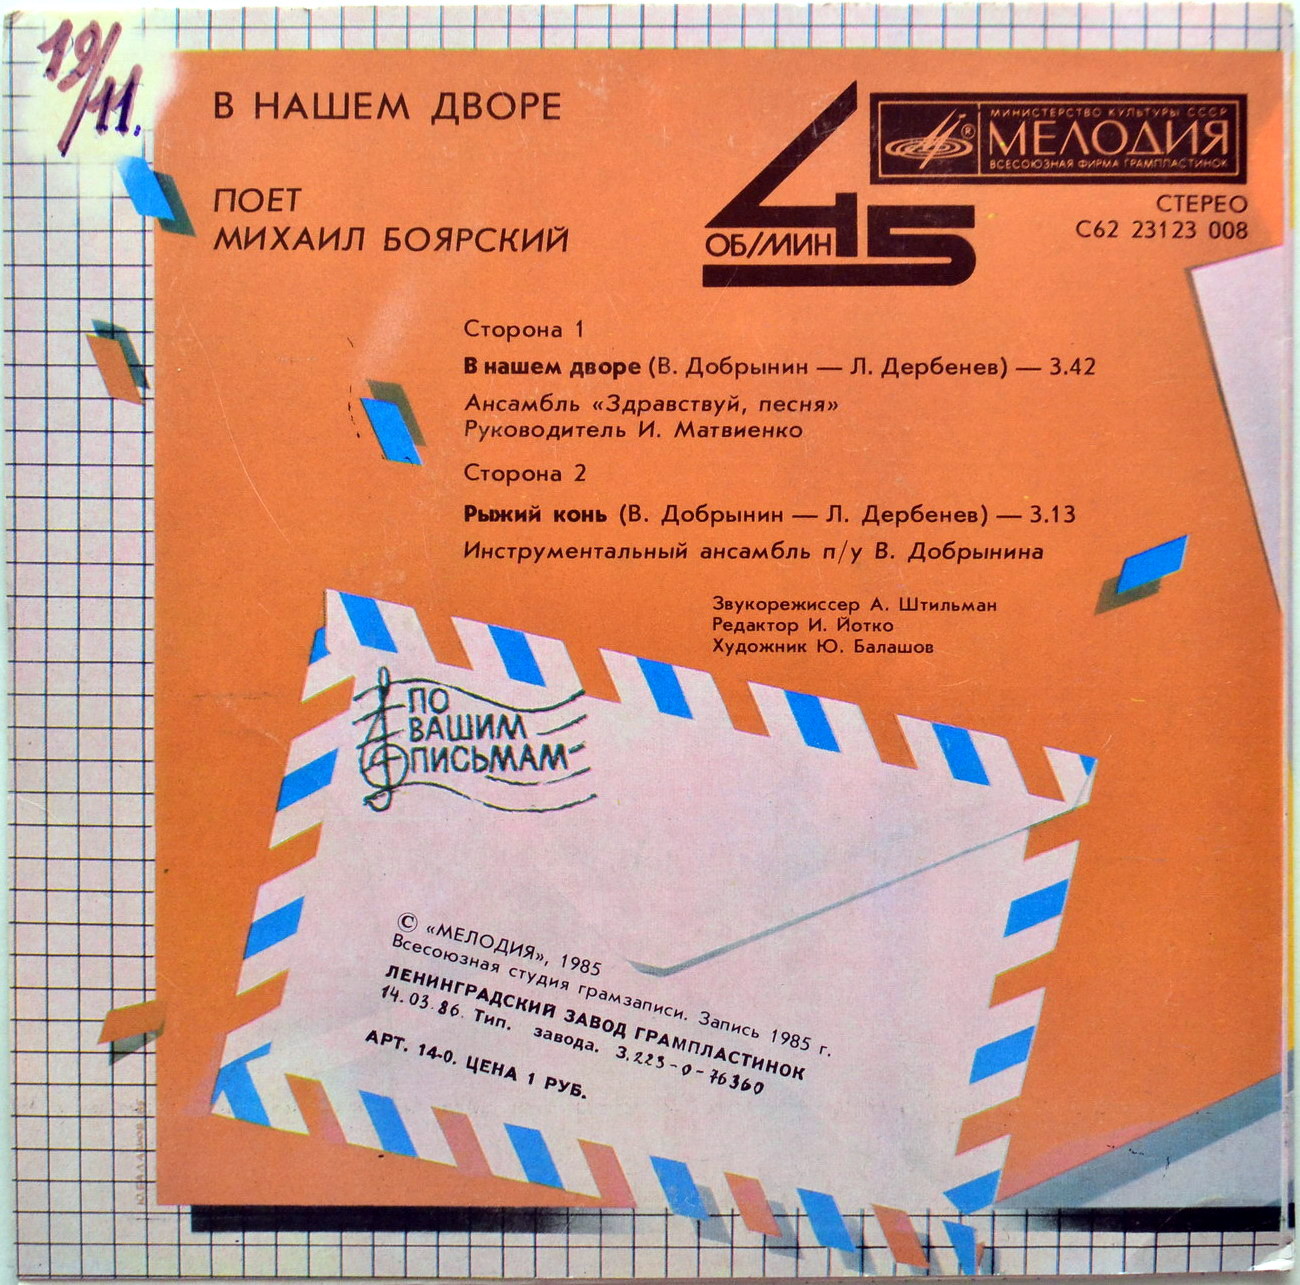 19/11.
В НАШЕМ ДВОРЕ
ПОЕТ
МИХАИЛ БОЯРСКИЙ
45
ОБ/МИН
МИНИСТЕРСТВО КУЛЬТУРЫ СССР
МЕЛОДИЯ
®
ВСЕСОЮЗНАЯ ФИРМА ГРАМПЛАСТИНОК
СТЕРЕО
С62 23123 008
Сторона 1
В нашем дворе (В. Добрынин — Л. Дербенев) — 3.42
Ансамбль «Здравствуй, песня»
Руководитель И. Матвиенко
Сторона 2
Рыжий конь (В. Добрынин — Л. Дербенев) — 3.13
Инструментальный ансамбль п/у В. Добрынина
Звукорежиссер А. Штильман
Редактор И. Йотко
Художник Ю. Балашов
ПО
ВАШИМ
ПИСЬМАМ
© «МЕЛОДИЯ», 1985
Всесоюзная студия грамзаписи. Запись 1985 г.
ЛЕНИНГРАДСКИЙ ЗАВОД ГРАМПЛАСТИНОК
14.03.86. Тип. завода. З. 223-0-76360
АРТ. 14-0. ЦЕНА 1 РУБ.